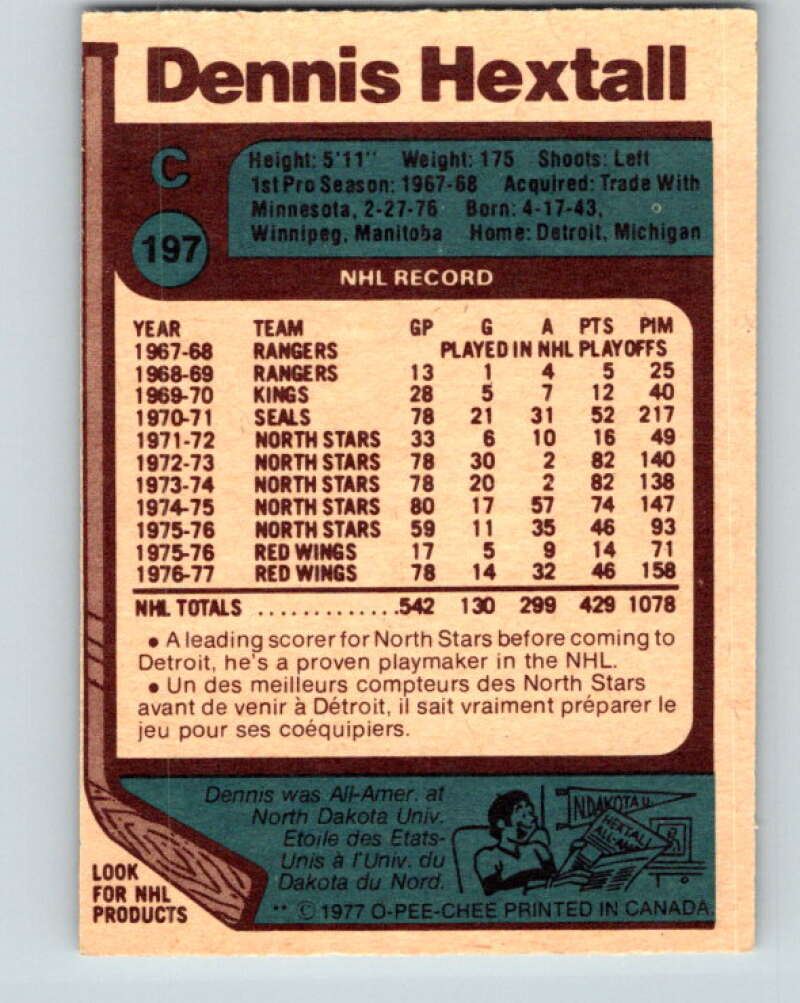 Dennis Hextall
C
197
Height: 5'11" Weight: 175 Shoots: Left
1st Pro Season: 1967-68 Acquired: Trade With
Minnesota, 2-27-76 Born: 4-17-43,
Winnipeg, Manitoba Home: Detroit, Michigan
NHL RECORD
YEAR TEAM GP G A PTS PIM
1967-68 RANGERS PLAYED IN NHL PLAYOFFS
1968-69 RANGERS 13 1 4 5 25
1969-70 KINGS 28 5 7 12 40
1970-71 SEALS 78 21 31 52 217
1971-72 NORTH STARS 33 6 10 16 49
1972-73 NORTH STARS 78 30 2 82 140
1973-74 NORTH STARS 78 20 2 82 138
1974-75 NORTH STARS 80 17 57 74 147
1975-76 NORTH STARS 59 11 35 46 93
1975-76 RED WINGS 17 5 9 14 71
1976-77 RED WINGS 78 14 32 46 158
NHL TOTALS ..............542 130 299 429 1078
• A leading scorer for North Stars before coming to
Detroit, he's a proven playmaker in the NHL.
• Un des meilleurs compteurs des North Stars
avant de venir à Détroit, il sait vraiment préparer le
jeu pour ses coéquipiers.
Dennis was All-Amer. at
North Dakota Univ.
Etoile des Etats-
Unis à l'Univ. du
Dakota du Nord.
N.DAKOTA U.
HEXTALL
ALL-AM
LOOK
FOR NHL
PRODUCTS
** © 1977 O-PEE-CHEE PRINTED IN CANADA.